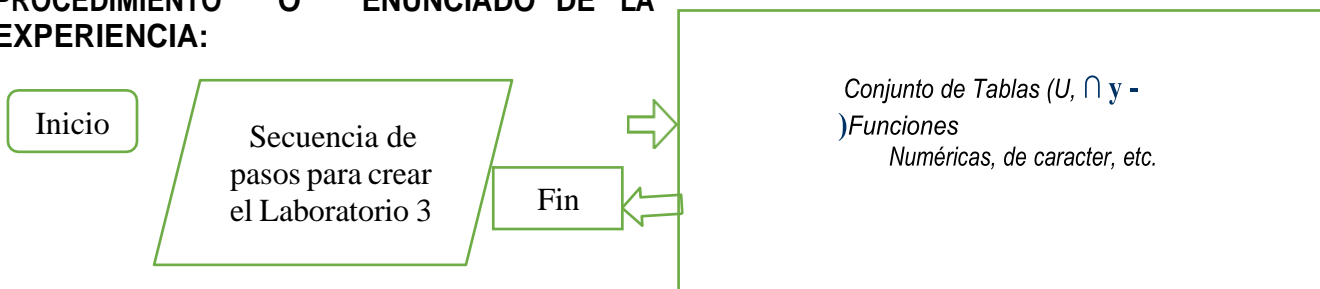 PROCEDIMIENTO O ENUNCIADO DE LA
EXPERIENCIA:
Inicio
Secuencia de
pasos para crear
el Laboratorio 3
Fin
Conjunto de Tablas (U, ∩ y -
)Funciones
Numéricas, de caracter, etc.